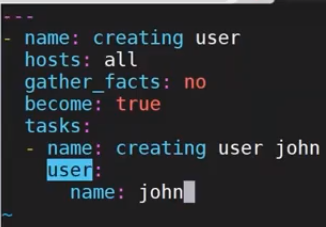 ---
- name: creating user
  hosts: all
  gather_facts: no
  become: true
  tasks:
  - name: creating user john
    user:
      name: john
~